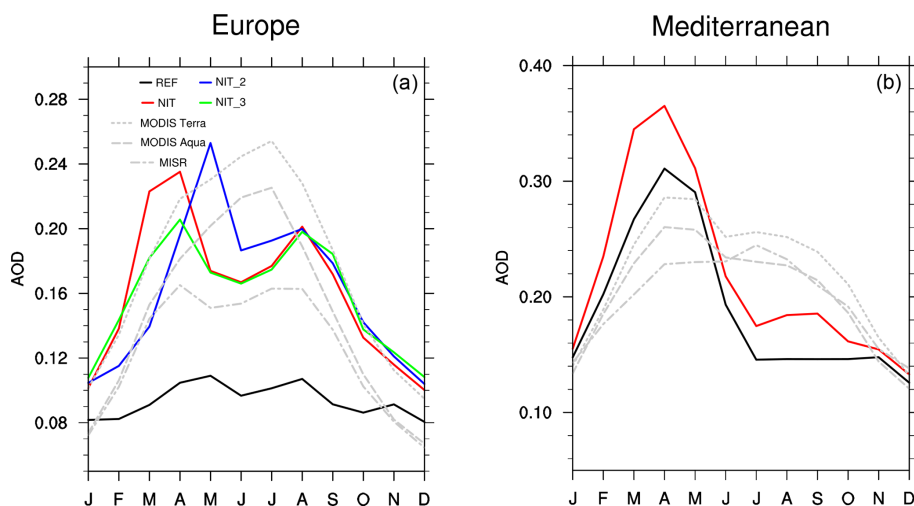 Europe
Mediterranean
J F M A M J J A S O N D
J F M A M J J A S O N D
(a)
(b)
REF
NIT_2
NIT
NIT_3
MODIS Terra
MODIS Aqua
MISR
AOD
0.28
0.24
0.20
0.16
0.12
0.08
J F M A M J J A S O N D
AOD
0.40
0.30
0.20
0.10
J F M A M J J A S O N D